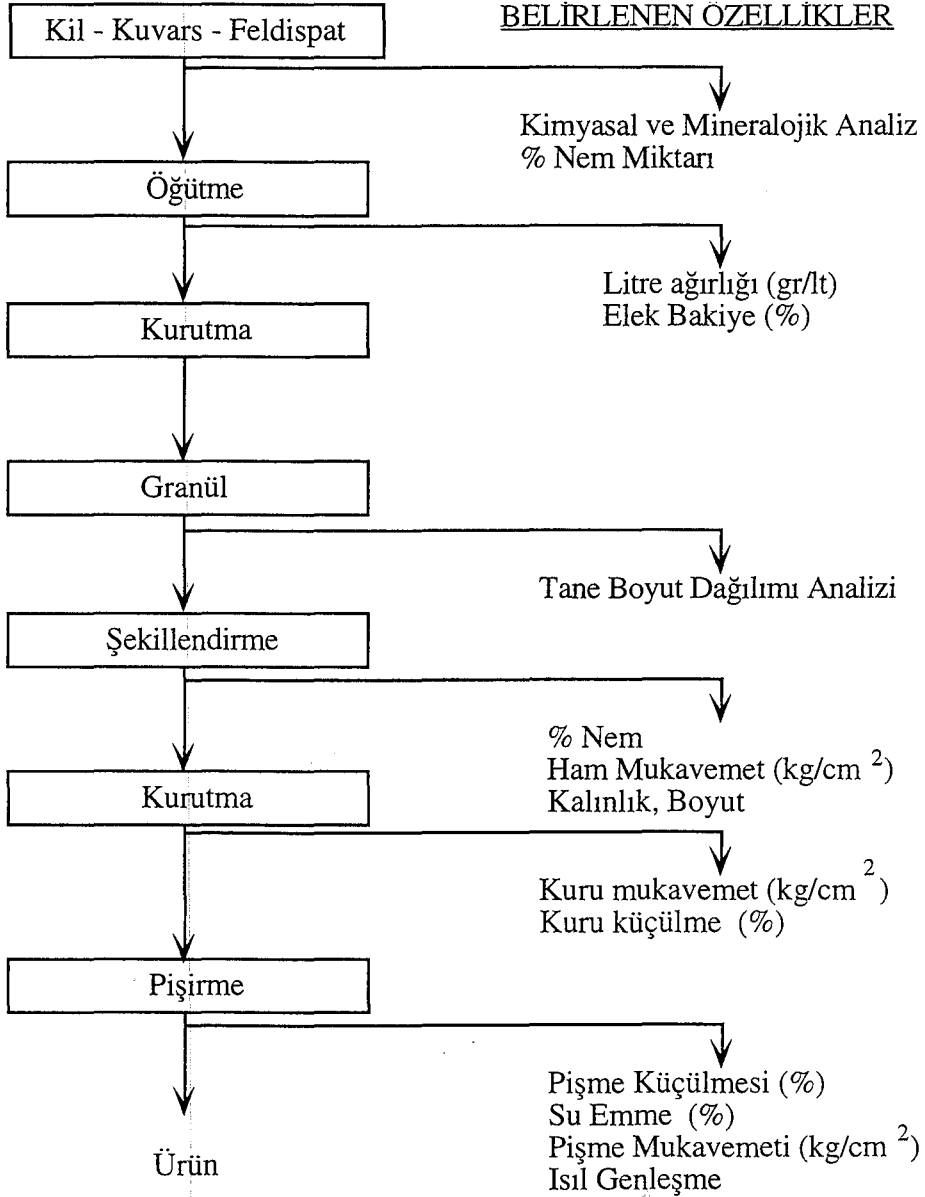 BELİRLENEN ÖZELLİKLER
Kil - Kuvars - Feldispat
Kimyasal ve Mineralojik Analiz
% Nem Miktarı
Öğütme
Litre ağırlığı (gr/lt)
Elek Bakiye (%)
Kurutma
Granül
Tane Boyut Dağılımı Analizi
Şekillendirme
% Nem
Ham Mukavemet (kg/cm 2)
Kalınlık, Boyut
Kurutma
Kuru mukavemet (kg/cm 2)
Kuru küçülme (%)
Pişirme
Pişme Küçülmesi (%)
Su Emme (%)
Pişme Mukavemeti (kg/cm 2)
Isıl Genleşme
Ürün